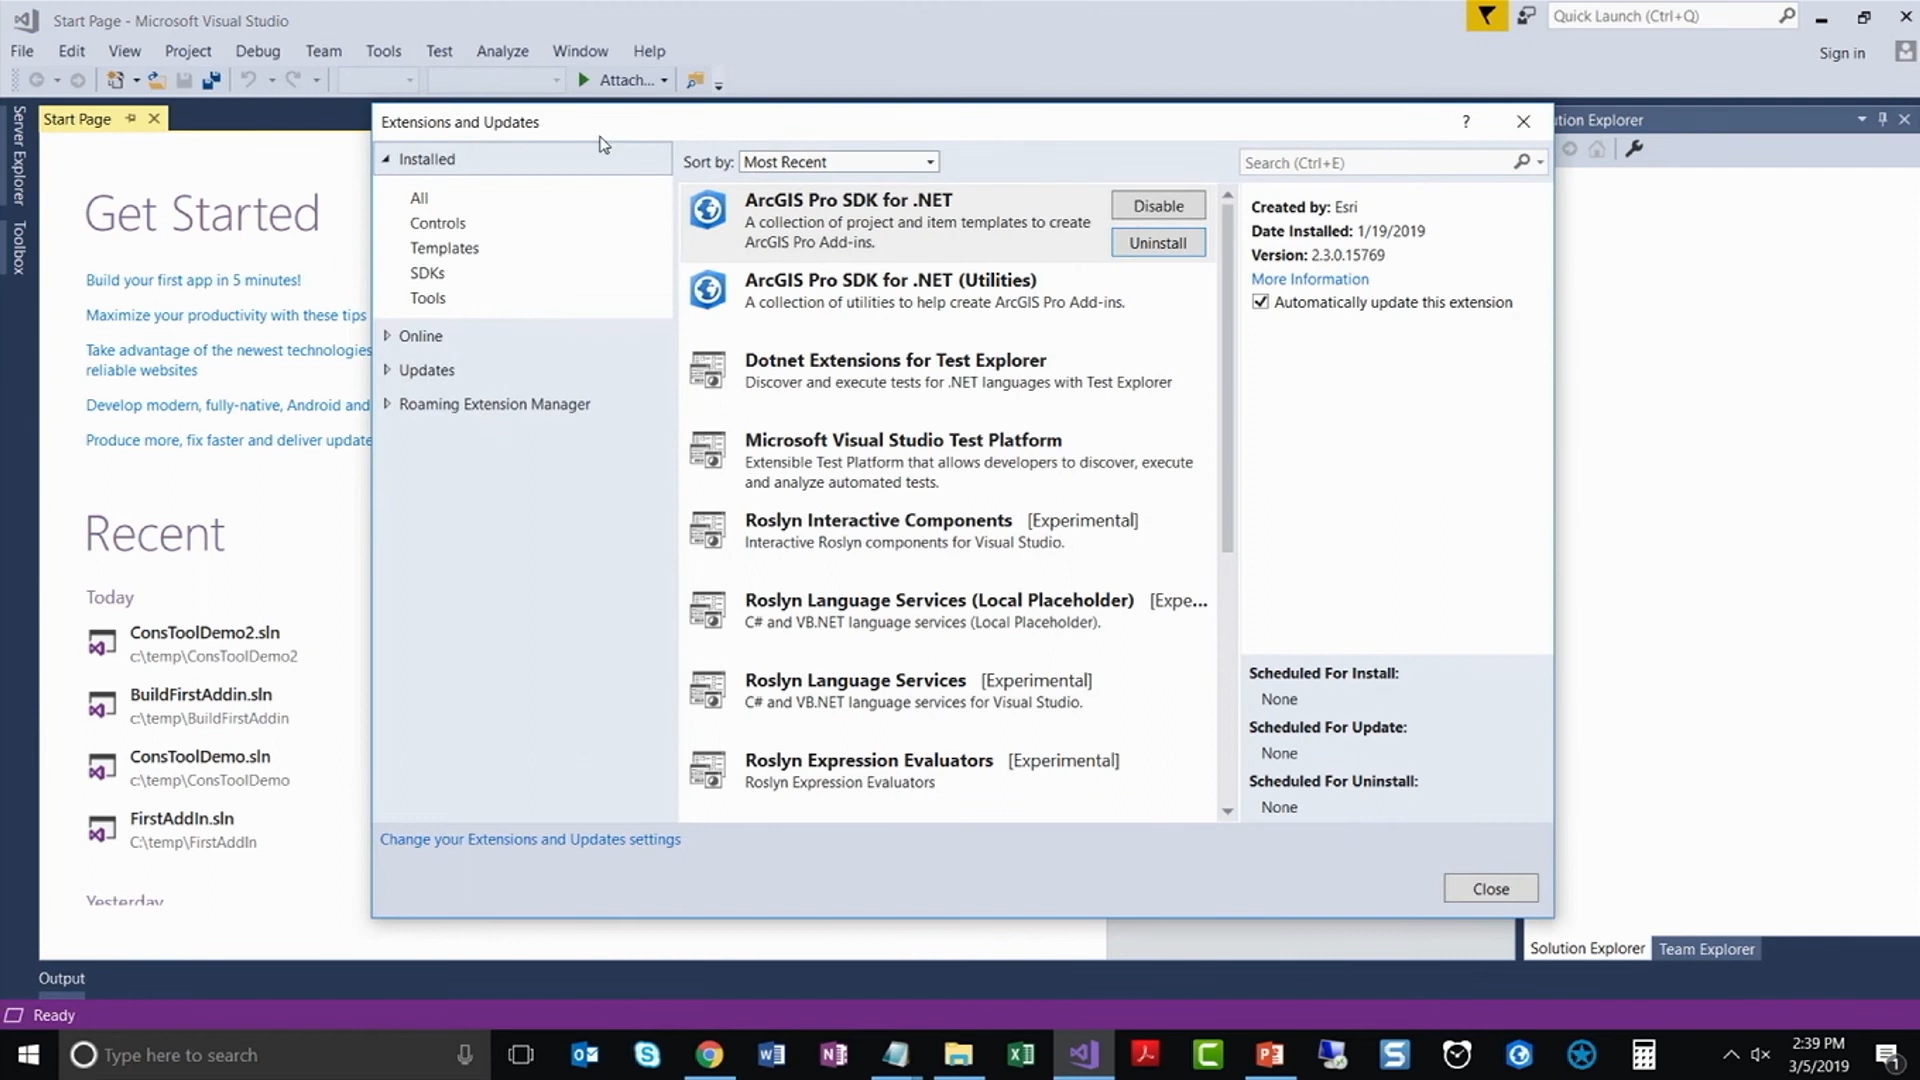 Start Page - Microsoft Visual Studio
Quick Launch (Ctrl+Q)
File Edit View Project Debug Team Tools Test Analyze Window Help
Sign in
Attach...
Server Explorer
Toolbox
Start Page
Get Started
Build your first app in 5 minutes!
Maximize your productivity with these tips
Take advantage of the newest technologies
reliable websites
Develop modern, fully-native, Android and
Produce more, fix faster and deliver update
Recent
Today
ConsToolDemo2.sln
c:\temp\ConsToolDemo2
BuildFirstAddin.sln
c:\temp\BuildFirstAddin
ConsToolDemo.sln
c:\temp\ConsToolDemo
FirstAddIn.sln
C:\temp\FirstAddIn
Yesterday
Extensions and Updates
?
Installed
All
Controls
Templates
SDKs
Tools
Online
Updates
Roaming Extension Manager
Change your Extensions and Updates settings
Sort by: Most Recent
ArcGIS Pro SDK for .NET
A collection of project and item templates to create
ArcGIS Pro Add-ins.
Disable
Uninstall
ArcGIS Pro SDK for .NET (Utilities)
A collection of utilities to help create ArcGIS Pro Add-ins.
Dotnet Extensions for Test Explorer
Discover and execute tests for .NET languages with Test Explorer
Microsoft Visual Studio Test Platform
Extensible Test Platform that allows developers to discover, execute
and analyze automated tests.
Roslyn Interactive Components [Experimental]
Interactive Roslyn components for Visual Studio.
Roslyn Language Services (Local Placeholder) [Expe...
C# and VB.NET language services (Local Placeholder).
Roslyn Language Services [Experimental]
C# and VB.NET language services for Visual Studio.
Roslyn Expression Evaluators [Experimental]
Roslyn Expression Evaluators
Search (Ctrl+E)
Created by: Esri
Date Installed: 1/19/2019
Version: 2.3.0.15769
More Information
Automatically update this extension
Scheduled For Install:
None
Scheduled For Update:
None
Scheduled For Uninstall:
None
Close
ution Explorer
Solution Explorer Team Explorer
Output
Ready
Type here to search
2:39 PM
3/5/2019
1